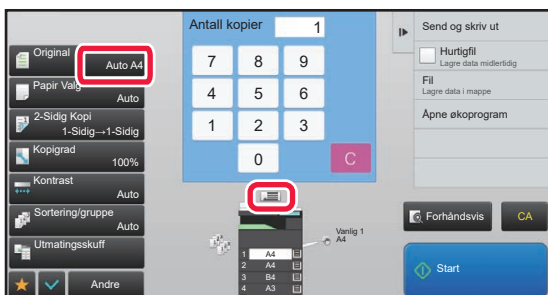 Antall kopier 1
Original
Auto A4
Papir Valg
Auto
2-Sidig Kopi
1-Sidig→1-Sidig
Kopigrad
100%
Kontrast
Auto
Sortering/gruppe
Auto
Utmatingsskuff
Andre
7 8 9
4 5 6
1 2 3
0 C
Vanlig 1
A4
1 A4
2 A4
3 B4
4 A3
Send og skriv ut
Hurtigfil
Lagre data midlertidig
Fil
Lagre data i mappe
Åpne økoprogram
Forhåndsvis
CA
Start